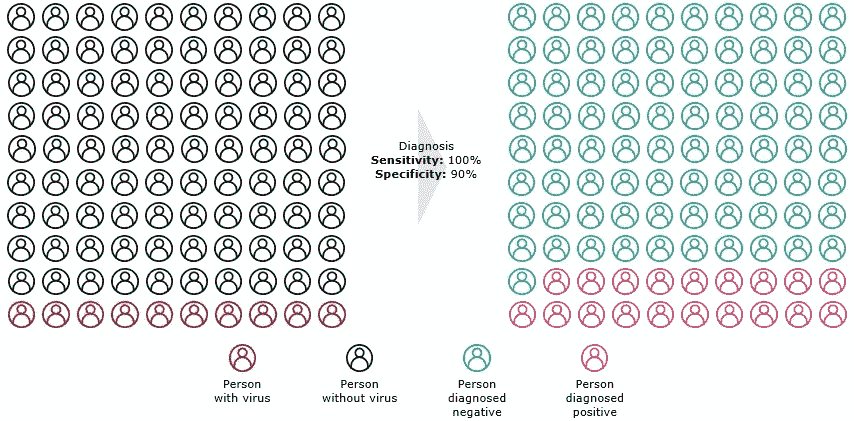 Diagnosis
Sensitivity: 100%
Specificity: 90%
Person
with virus
Person
without virus
Person
diagnosed
negative
Person
diagnosed
positive